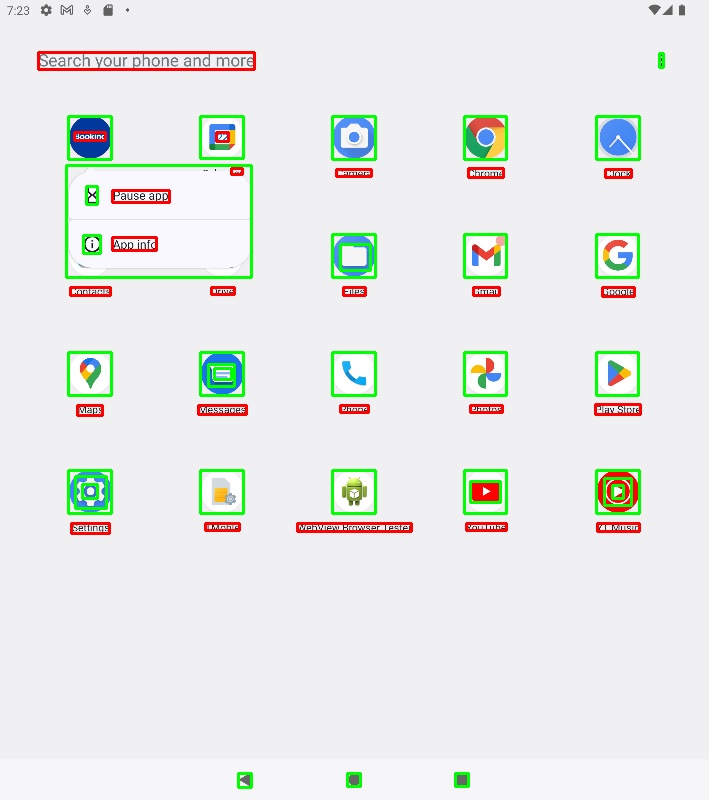 7:23
Search your phone and more
Booking
Camera
Chrome
Clock
Pause app
App info
Contacts
Drive
Files
Gmail
Google
Maps
Messages
Phone
Photos
Play Store
Settings
T-Mobile
WebView Browser Tester
YouTube
YT Music